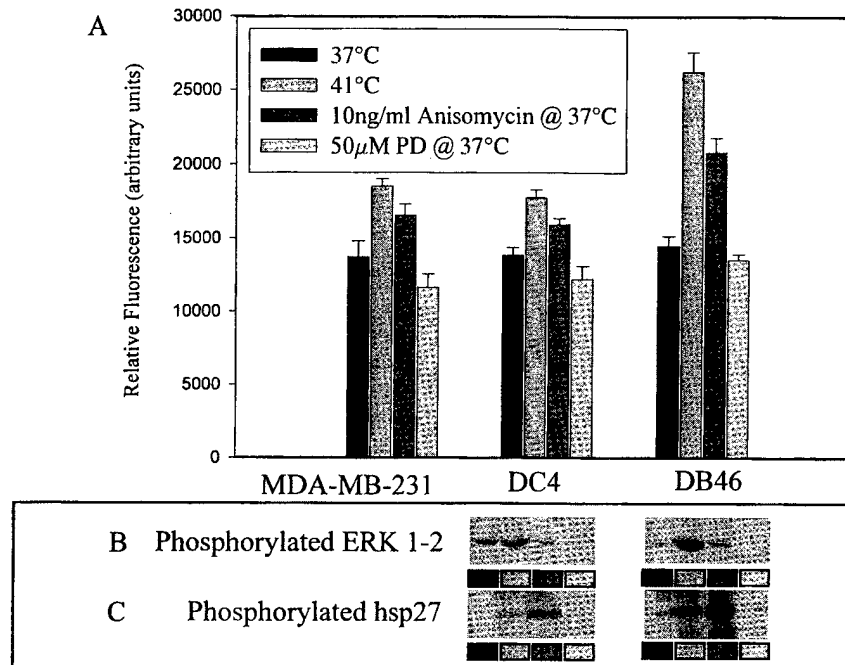 A
30000
25000
20000
15000
10000
5000
0
Relative Fluorescence (arbitrary units)
37°C
41°C
10ng/ml Anisomycin @ 37°C
50μM PD @ 37°C
MDA-MB-231 DC4 DB46
B Phosphorylated ERK 1-2
C Phosphorylated hsp27